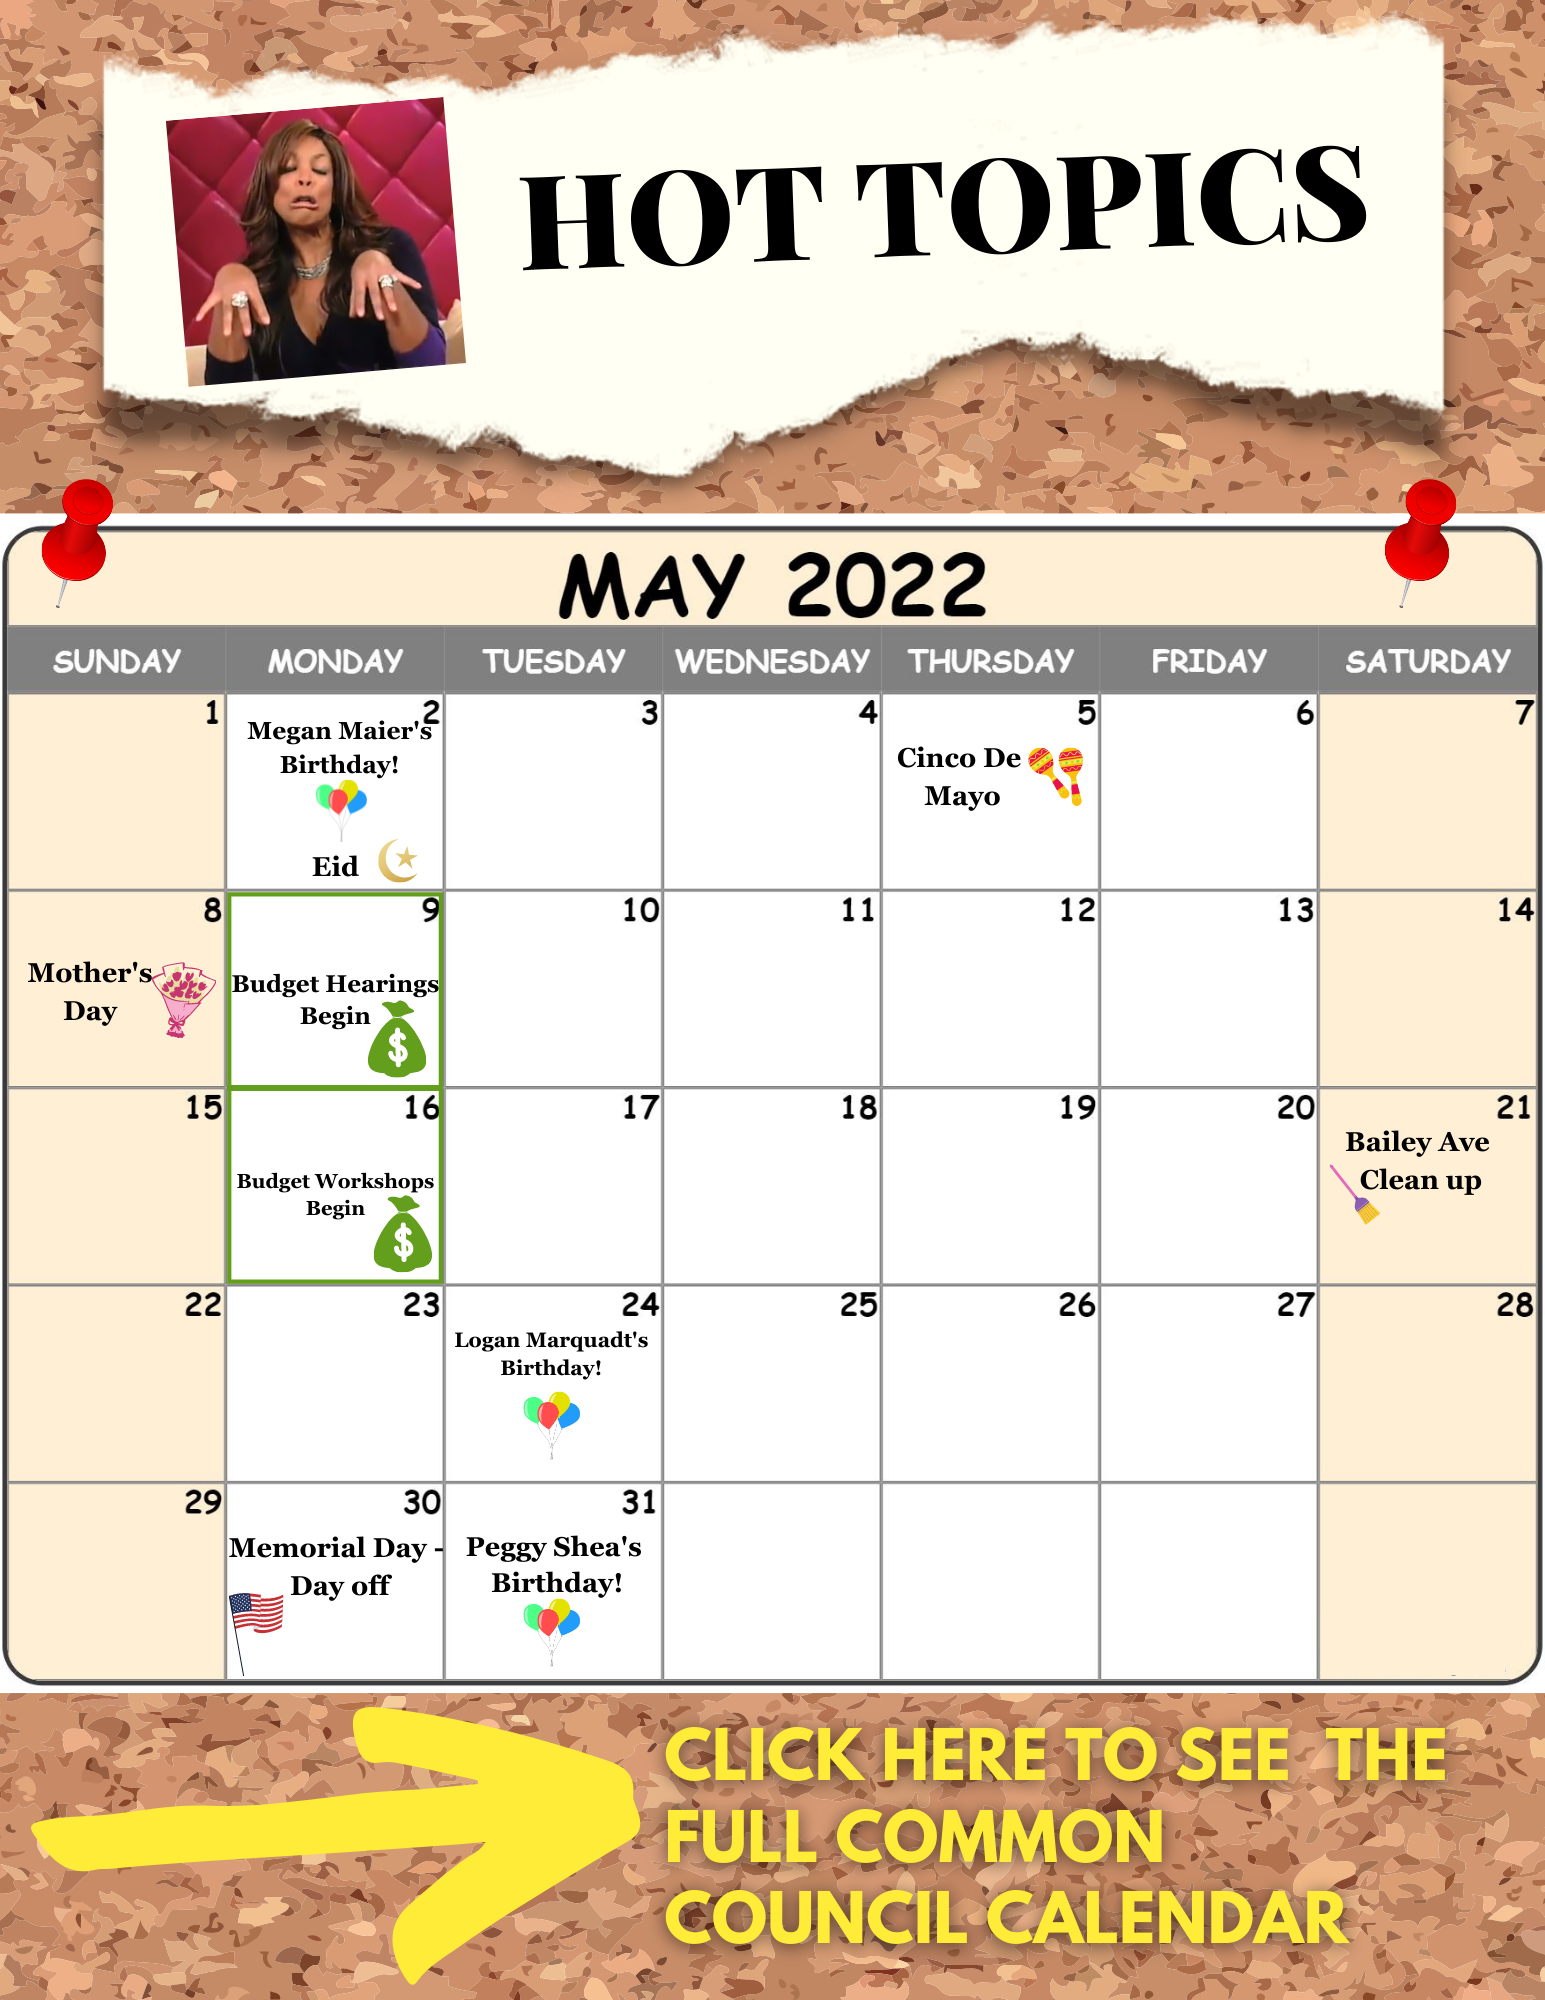 HOT TOPICS
MAY 2022
SUNDAY MONDAY TUESDAY WEDNESDAY THURSDAY FRIDAY SATURDAY
1
2
Megan Maier's
Birthday!
Eid
3
4
5
Cinco De
Mayo
6
7
8
Mother's
Day
9
Budget Hearings
Begin
$
10
11
12
13
14
15
16
Budget Workshops
Begin
$
17
18
19
20
21
Bailey Ave
Clean up
22
23
24
Logan Marquadt's
Birthday!
25
26
27
28
29
30
Memorial Day -
Day off
31
Peggy Shea's
Birthday!
CLICK HERE TO SEE THE
FULL COMMON
COUNCIL CALENDAR